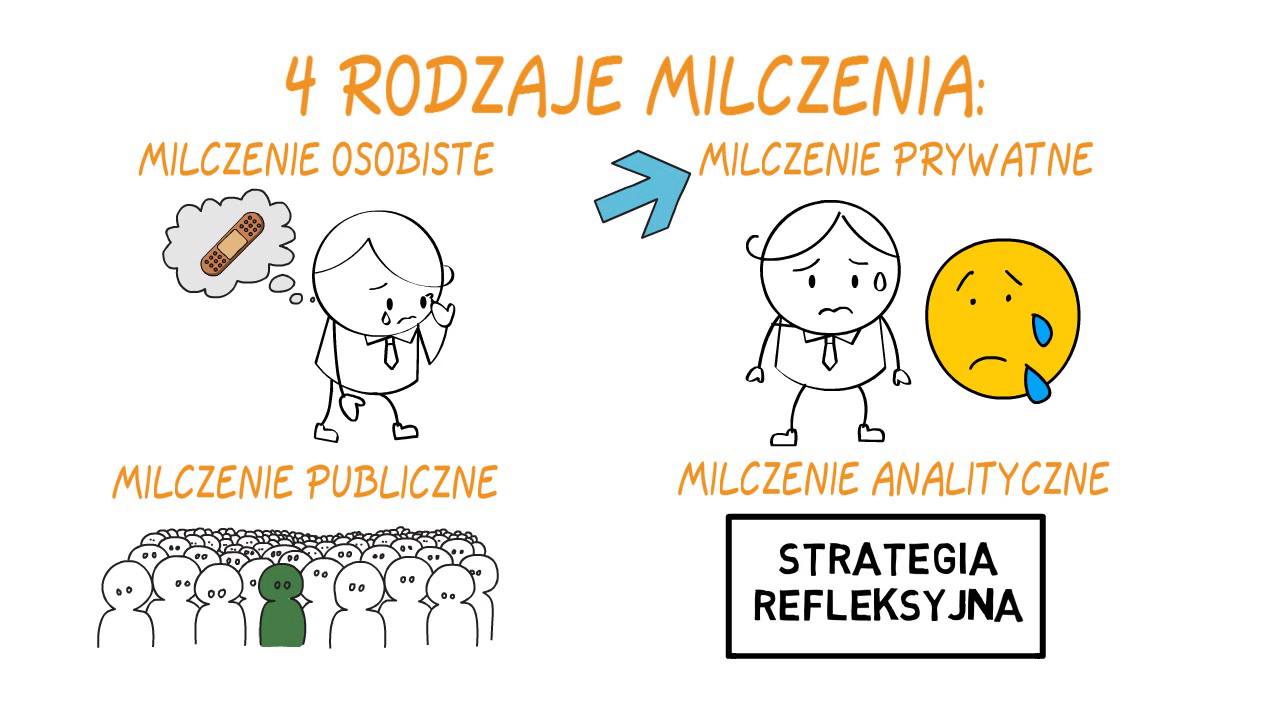 4 RODZAJE MILCZENIA:
MILCZENIE OSOBISTE
MILCZENIE PRYWATNE
MILCZENIE PUBLICZNE
MILCZENIE ANALITYCZNE
STRATEGIA
REFLEKSYJNA